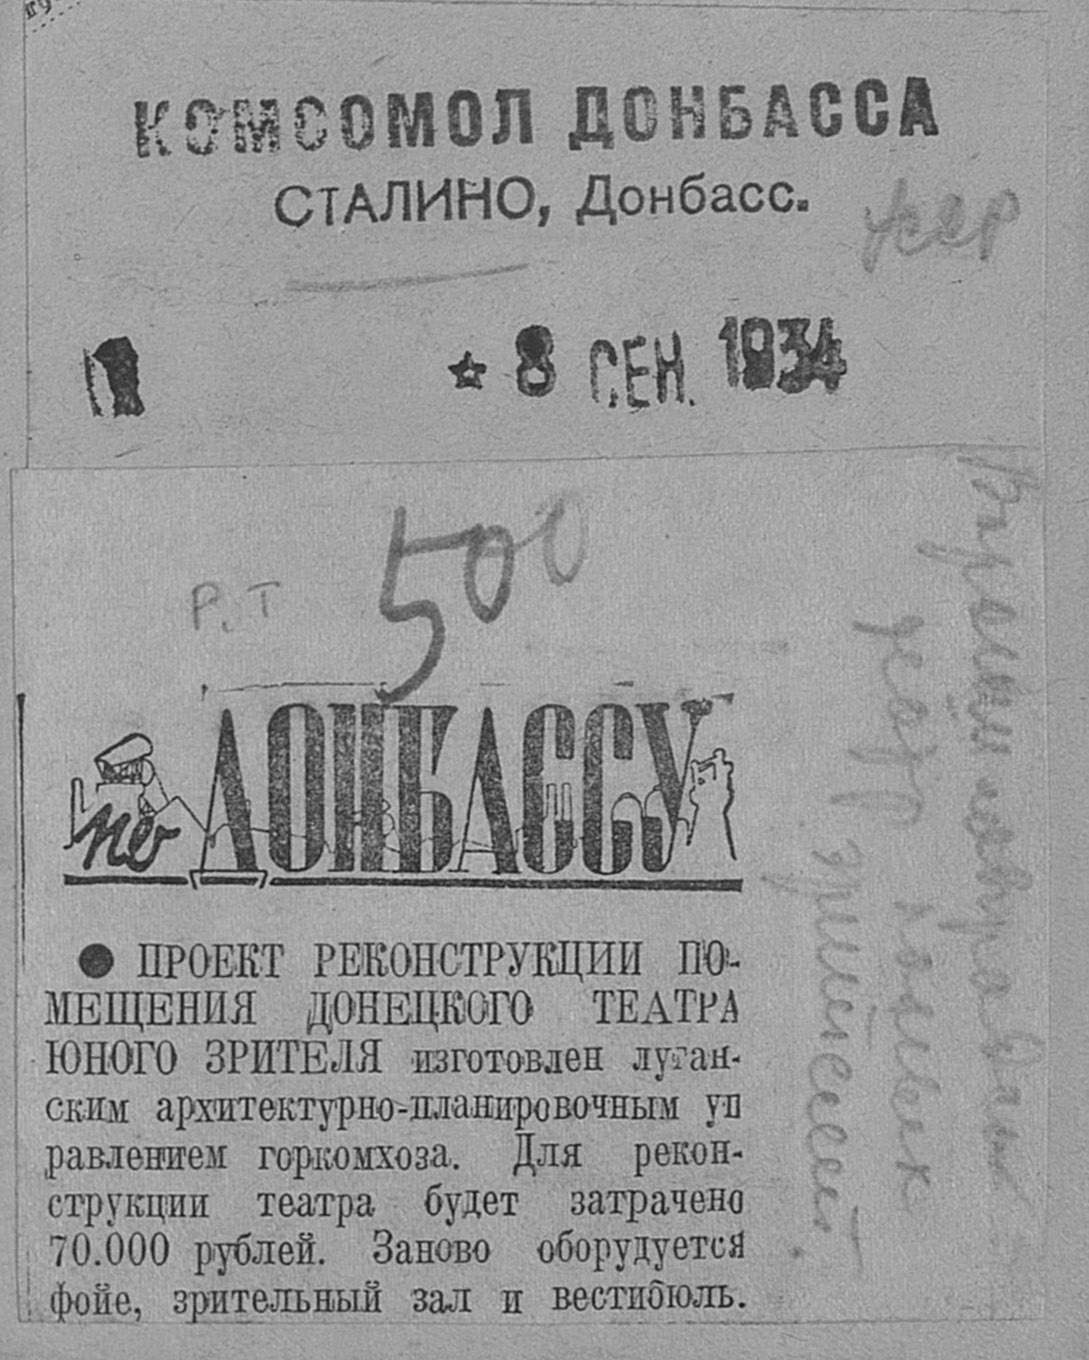 КОМСОМОЛ ДОНБАССА
СТАЛИНО, Донбасс.
★ 8 СЕН. 1934
500
Р. Т
по ДОНБАССУ
● ПРОЕКТ РЕКОНСТРУКЦИИ ПО-
МЕЩЕНИЯ ДОНЕЦКОГО ТЕАТРА
ЮНОГО ЗРИТЕЛЯ изготовлен луган-
ским архитектурно-планировочным уп
равлением горкомхоза. Для рекон-
струкции театра будет затрачено
70.000 рублей. Заново оборудуется
фойе, зрительный зал и вестибюль.